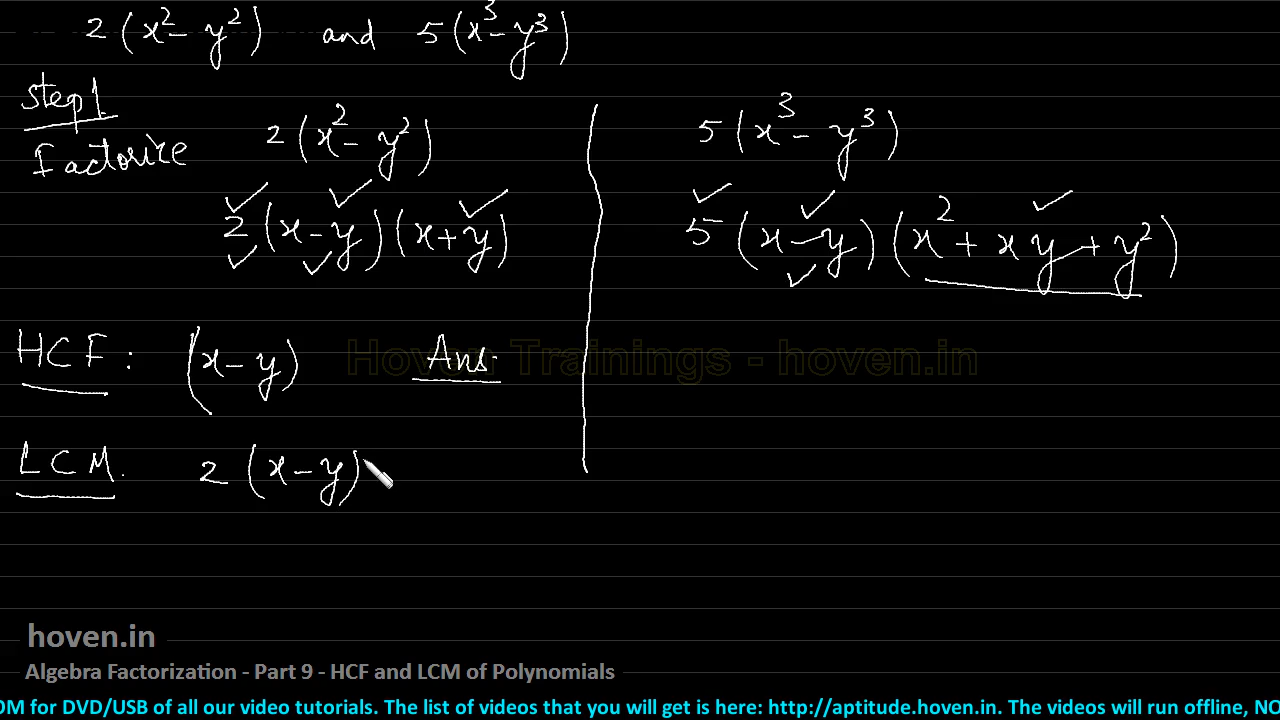 2 (x² - y²) and 5 (x³ - y³)
Step 1
Factorize 2 (x² - y²)
2 (x - y) (x + y)
5 (x³ - y³)
5 (x - y) (x² + xy + y²)
HCF : (x - y) Ans.
Hoven Trainings - hoven.in
LCM. 2 (x - y)
hoven.in
Algebra Factorization - Part 9 - HCF and LCM of Polynomials
OM for DVD/USB of all our video tutorials. The list of videos that you will get is here: http://aptitude.hoven.in. The videos will run offline, NO